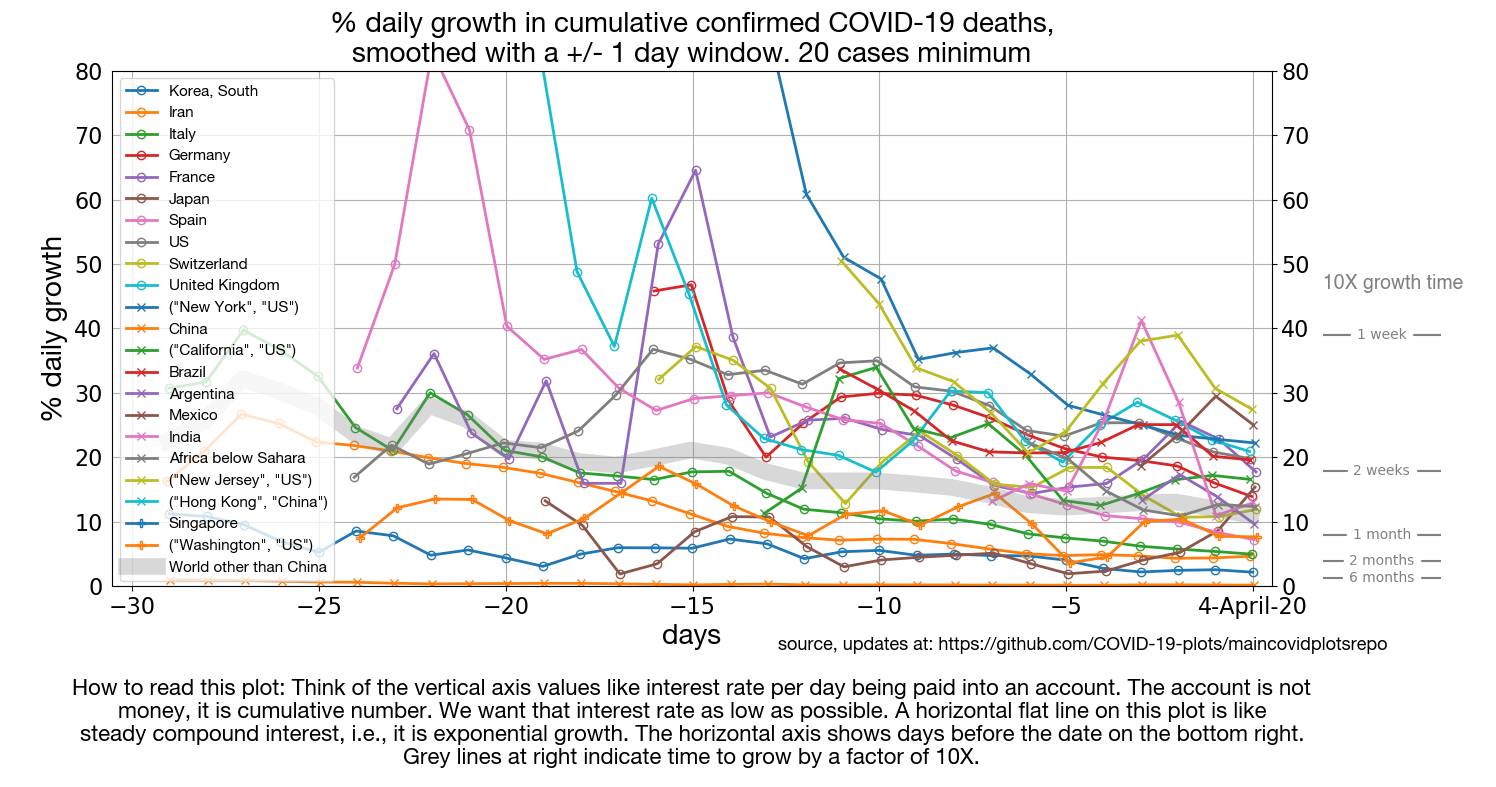 % daily growth in cumulative confirmed COVID-19 deaths,
smoothed with a +/- 1 day window. 20 cases minimum
80
70
60
50
40
30
20
10
0
% daily growth
Korea, South
Iran
Italy
Germany
France
Japan
Spain
US
Switzerland
United Kingdom
("New York", "US")
China
("California", "US")
Brazil
Argentina
Mexico
India
Africa below Sahara
("New Jersey", "US")
("Hong Kong", "China")
Singapore
("Washington", "US")
World other than China
80
70
60
50
40
30
20
10
0
10X growth time
1 week
2 weeks
1 month
2 months
6 months
−30 −25 −20 −15 −10 −5 4-April-20
days
source, updates at: https://github.com/COVID-19-plots/maincovidplotsrepo
How to read this plot: Think of the vertical axis values like interest rate per day being paid into an account. The account is not
money, it is cumulative number. We want that interest rate as low as possible. A horizontal flat line on this plot is like
steady compound interest, i.e., it is exponential growth. The horizontal axis shows days before the date on the bottom right.
Grey lines at right indicate time to grow by a factor of 10X.